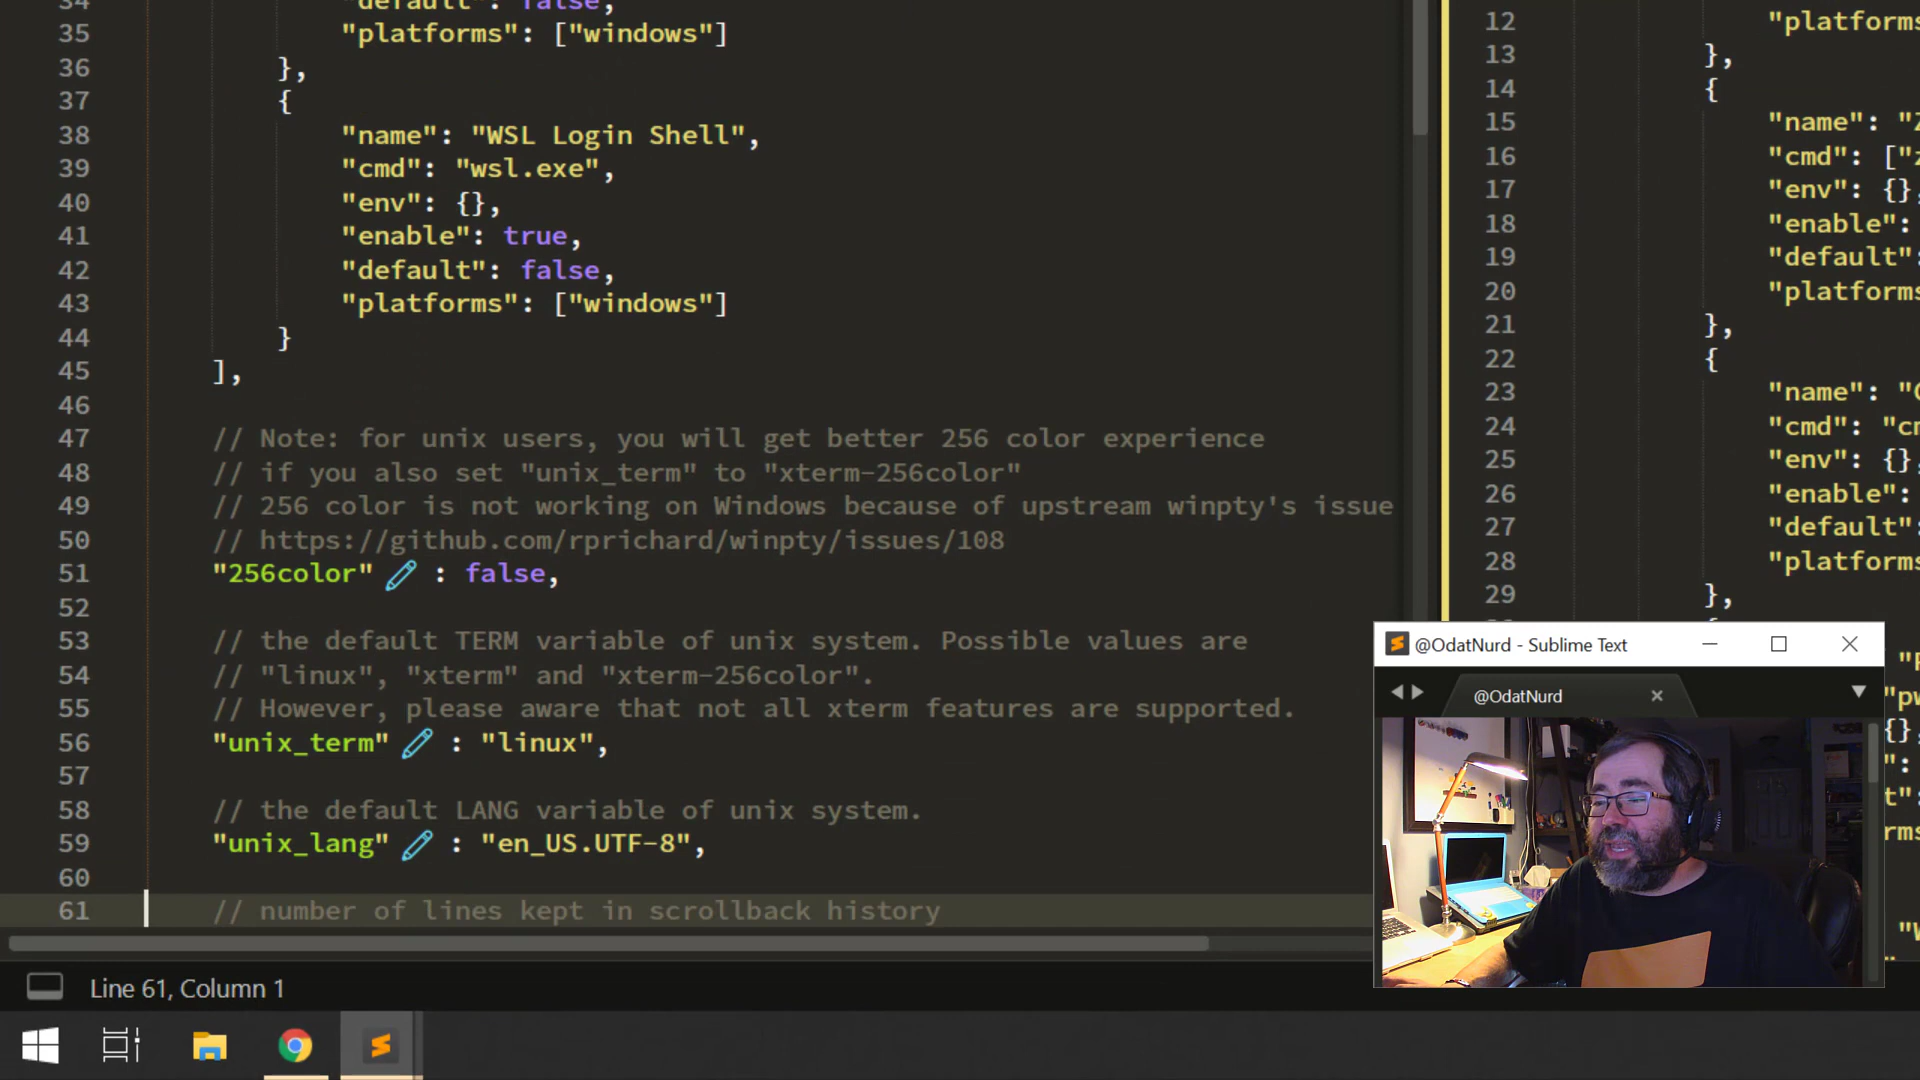 34 "default": false,
35 "platforms": ["windows"]
36 },
37 {
38 "name": "WSL Login Shell",
39 "cmd": "wsl.exe",
40 "env": {},
41 "enable": true,
42 "default": false,
43 "platforms": ["windows"]
44 }
45 ],
46
47 // Note: for unix users, you will get better 256 color experience
48 // if you also set "unix_term" to "xterm-256color"
49 // 256 color is not working on Windows because of upstream winpty's issue
50 // https://github.com/rprichard/winpty/issues/108
51 "256color" : false,
52
53 // the default TERM variable of unix system. Possible values are
54 // "linux", "xterm" and "xterm-256color".
55 // However, please aware that not all xterm features are supported.
56 "unix_term" : "linux",
57
58 // the default LANG variable of unix system.
59 "unix_lang" : "en_US.UTF-8",
60
61 // number of lines kept in scrollback history
Line 61, Column 1
12 "platforms
13 },
14 {
15 "name":
16 "cmd": [
17 "env": {},
18 "enable":
19 "default":
20 "platforms
21 },
22 {
23 "name":
24 "cmd":
25 "env": {},
26 "enable":
27 "default":
28 "platforms
29 },
@OdatNurd - Sublime Text
@OdatNurd